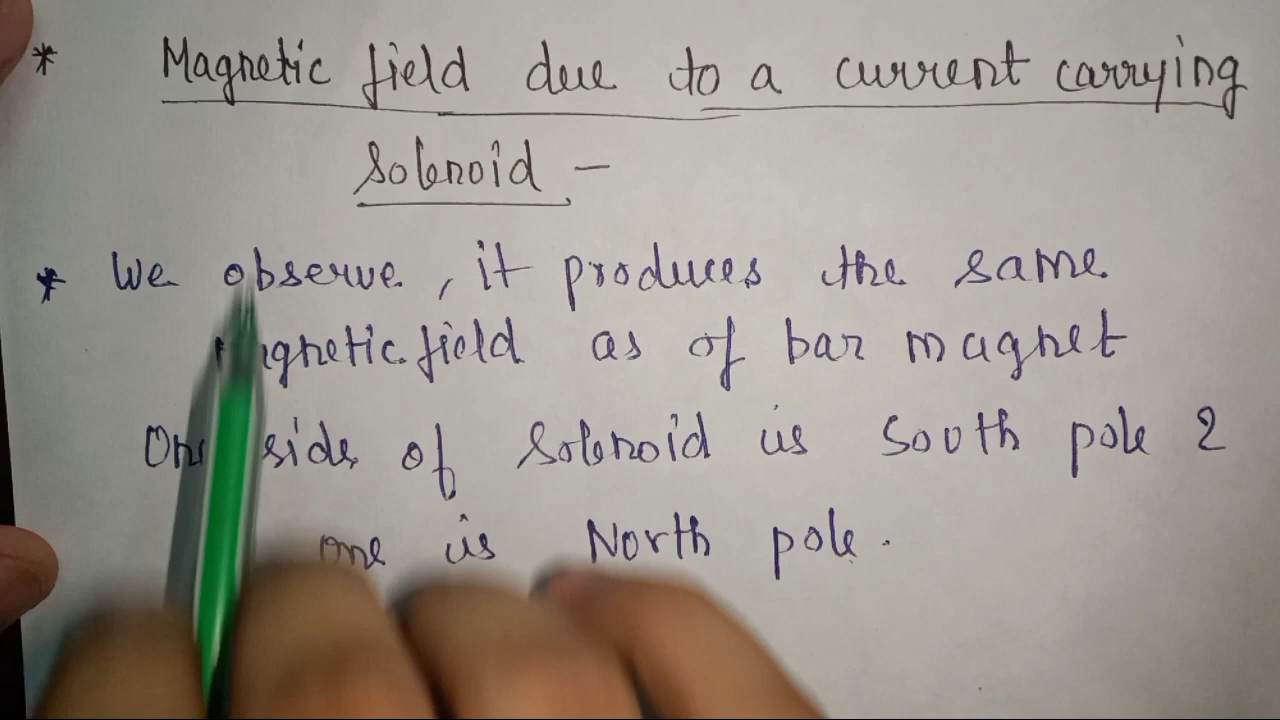 * Magnetic field due to a current carrying
Solenoid -
* We observe, it produces the same
field as of bar magnet
side of Solenoid is South pole 2
one is North pole.